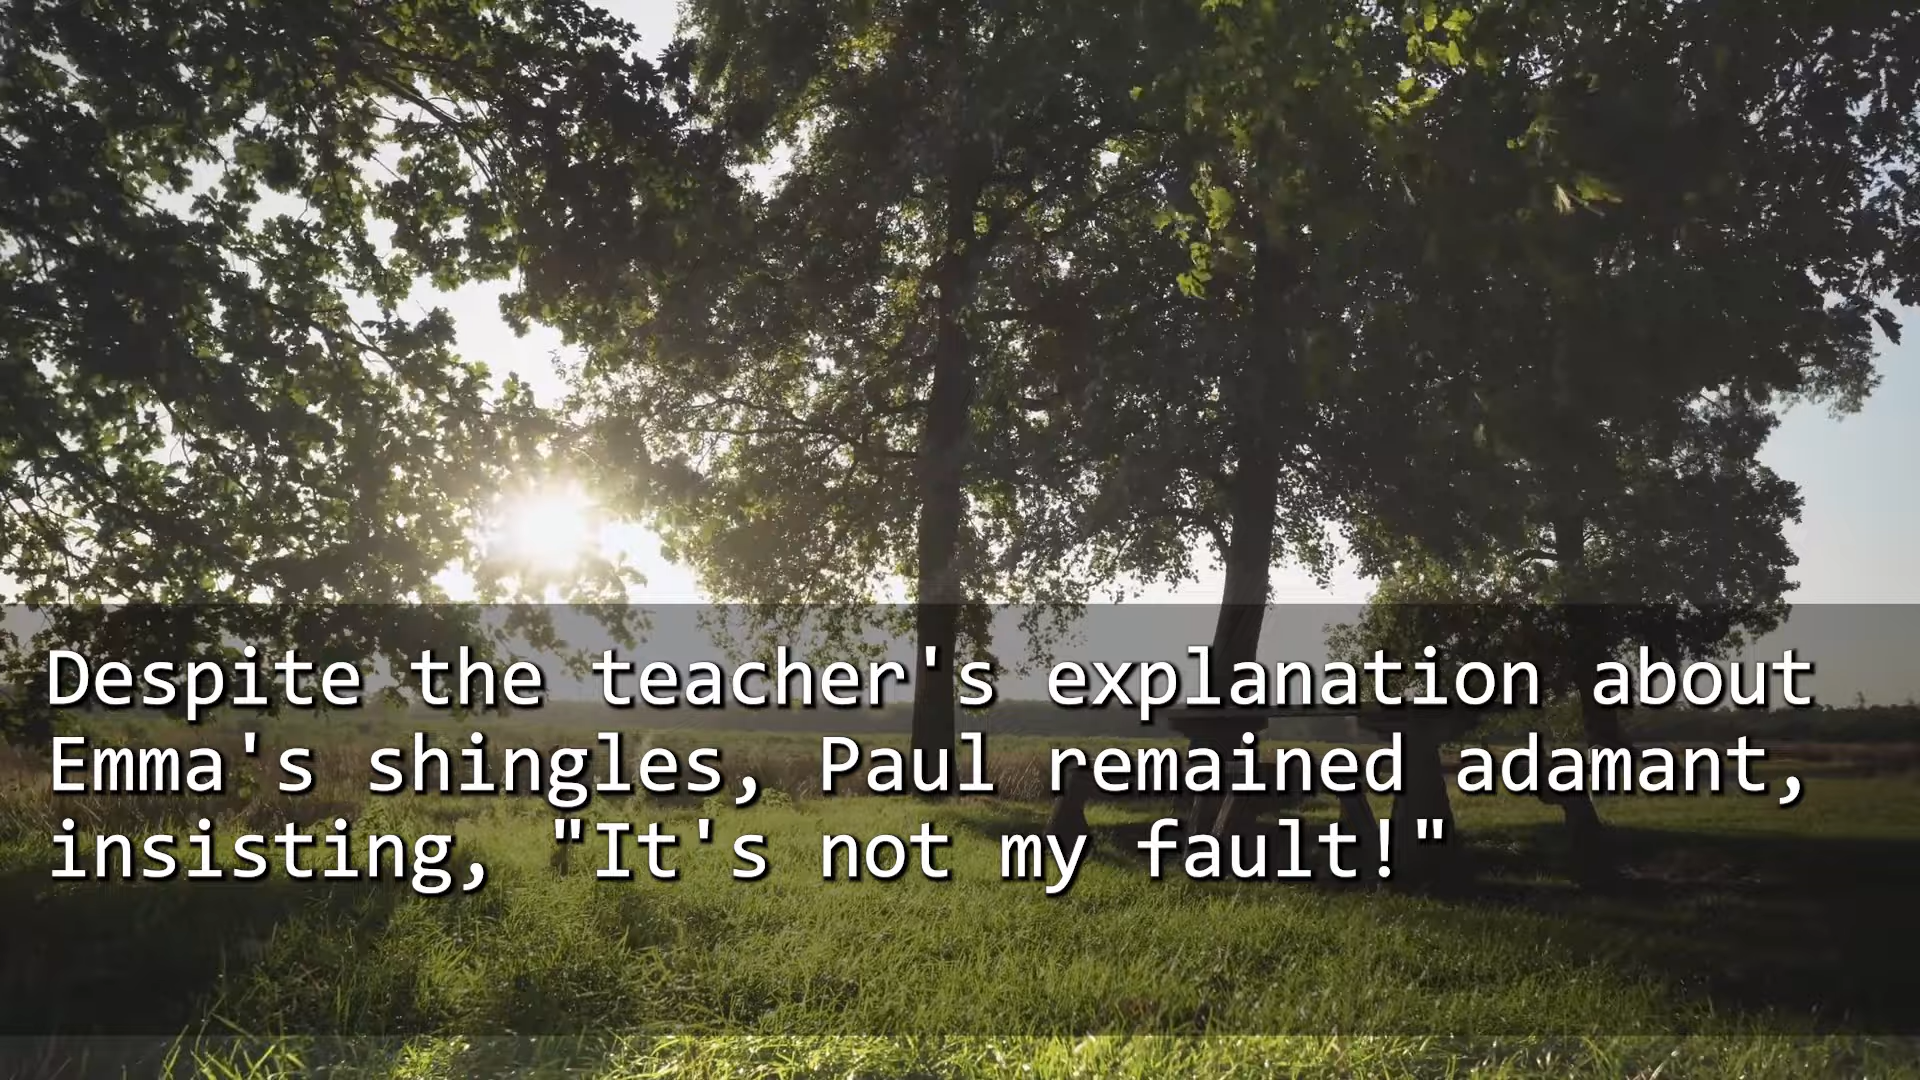 Despite the teacher's explanation about
Emma's shingles, Paul remained adamant,
insisting, "It's not my fault!"